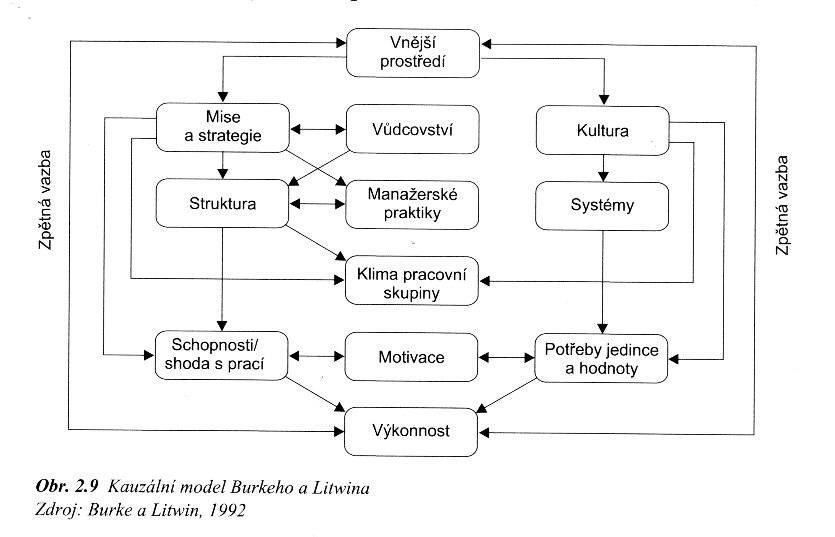 Vnější
prostředí
Mise
a strategie
Vůdcovství
Kultura
Struktura
Manažerské
praktiky
Systémy
Zpětná vazba
Zpětná vazba
Klima pracovní
skupiny
Schopnosti/
shoda s prací
Motivace
Potřeby jedince
a hodnoty
Výkonnost
Obr. 2.9 Kauzální model Burkeho a Litwina
Zdroj: Burke a Litwin, 1992